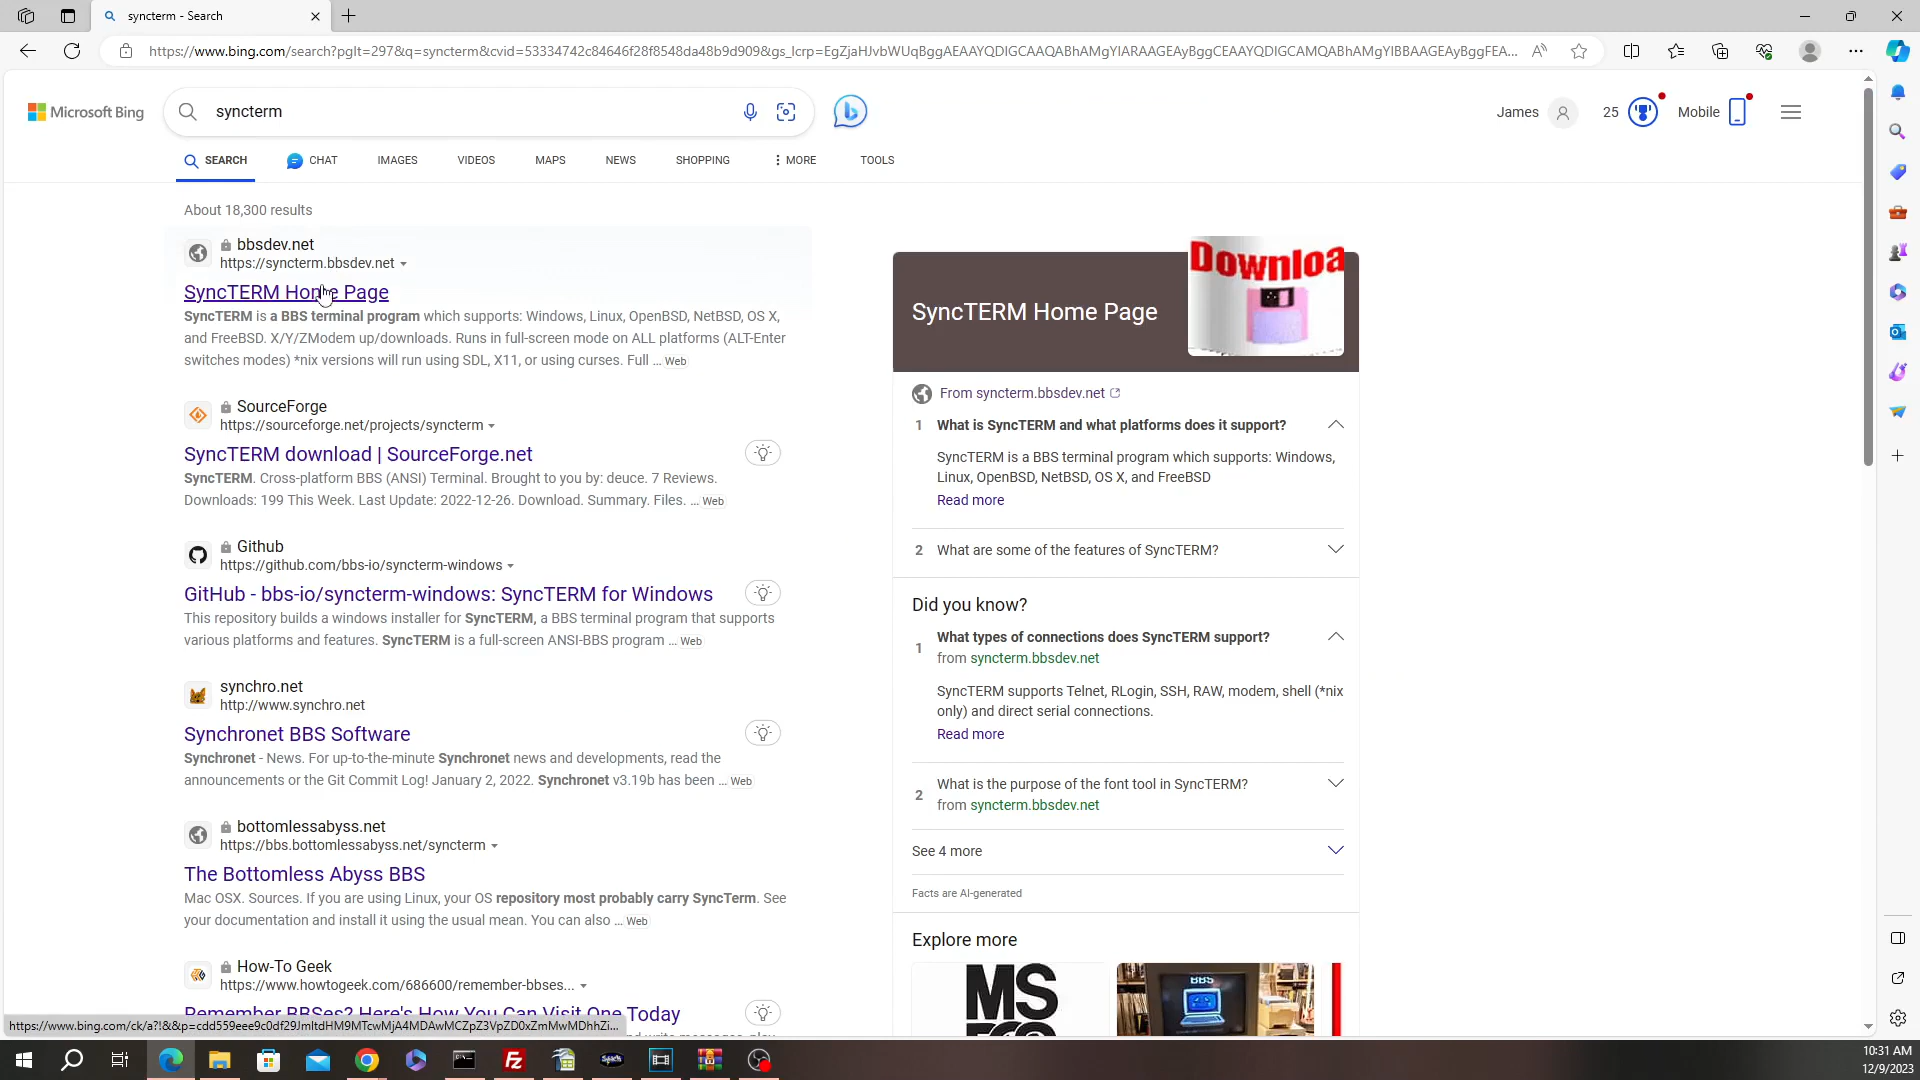 syncterm - Search
https://www.bing.com/search?pglt=297&q=syncterm&cvid=53334742c84646f28f8548da48b9d909&gs_lcrp=EgZjaHJvbWUqBggAEAAYQDIGCAAQABhAMgYIARAAGEAyBggCEAAYQDIGCAMQABhAMgYIBBAAGEAyBggFEA...
Microsoft Bing
syncterm
James
25
Mobile
SEARCH
CHAT
IMAGES
VIDEOS
MAPS
NEWS
SHOPPING
MORE
TOOLS
About 18,300 results
bbsdev.net
https://syncterm.bbsdev.net
SyncTERM Home Page
SyncTERM is a BBS terminal program which supports: Windows, Linux, OpenBSD, NetBSD, OS X,
and FreeBSD. X/Y/ZModem up/downloads. Runs in full-screen mode on ALL platforms (ALT-Enter
switches modes) *nix versions will run using SDL, X11, or using curses. Full ... Web
SourceForge
https://sourceforge.net/projects/syncterm
SyncTERM download | SourceForge.net
SyncTERM. Cross-platform BBS (ANSI) Terminal. Brought to you by: deuce. 7 Reviews.
Downloads: 199 This Week. Last Update: 2022-12-26. Download. Summary. Files. ... Web
Github
https://github.com/bbs-io/syncterm-windows
GitHub - bbs-io/syncterm-windows: SyncTERM for Windows
This repository builds a windows installer for SyncTERM, a BBS terminal program that supports
various platforms and features. SyncTERM is a full-screen ANSI-BBS program ... Web
synchro.net
http://www.synchro.net
Synchronet BBS Software
Synchronet - News. For up-to-the-minute Synchronet news and developments, read the
announcements or the Git Commit Log! January 2, 2022. Synchronet v3.19b has been ... Web
bottomlessabyss.net
https://bbs.bottomlessabyss.net/syncterm
The Bottomless Abyss BBS
Mac OSX. Sources. If you are using Linux, your OS repository most probably carry SyncTerm. See
your documentation and install it using the usual mean. You can also ... Web
How-To Geek
https://www.howtogeek.com/686600/remember-bbses...
Remember BBSes? Here's How You Can Visit One Today
Downloa
SyncTERM Home Page
From syncterm.bbsdev.net
1 What is SyncTERM and what platforms does it support?
SyncTERM is a BBS terminal program which supports: Windows,
Linux, OpenBSD, NetBSD, OS X, and FreeBSD
Read more
2 What are some of the features of SyncTERM?
Did you know?
1 What types of connections does SyncTERM support?
from syncterm.bbsdev.net
SyncTERM supports Telnet, RLogin, SSH, RAW, modem, shell (*nix
only) and direct serial connections.
Read more
2 What is the purpose of the font tool in SyncTERM?
from syncterm.bbsdev.net
See 4 more
Facts are AI-generated
Explore more
MS
BBS
https://www.bing.com/ck/a?!&&p=cdd559eee9c0df29JmltdHM9MTcwMjA4MDAwMCZpZ3VpZD0xZmMwMDhhZi...
10:31 AM
12/9/2023